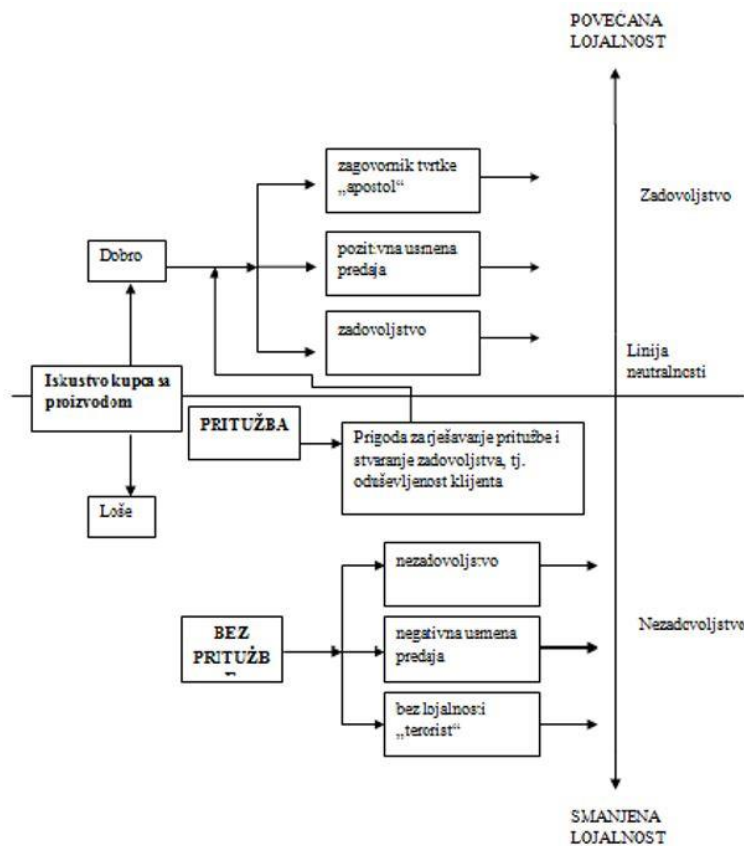 POVEĆANA
LOJALNOST
zagovornik tvrtke
„apostol“
Zadovoljstvo
Dobro
pozitivna usmena
predaja
zadovoljstvo
Linija
neutralnosti
Iskustvo kupca sa
proizvodom
PRITUŽBA
Prigoda za rješavanje pritužbe i
stvaranje zadovoljstva, tj.
oduševljenost klijenta
Loše
nezadovoljstvo
BEZ
PRITUŽB
negativna usmena
predaja
Nezadovoljstvo
bez lojalnosti
„terorist“
SMANJENA
LOJALNOST